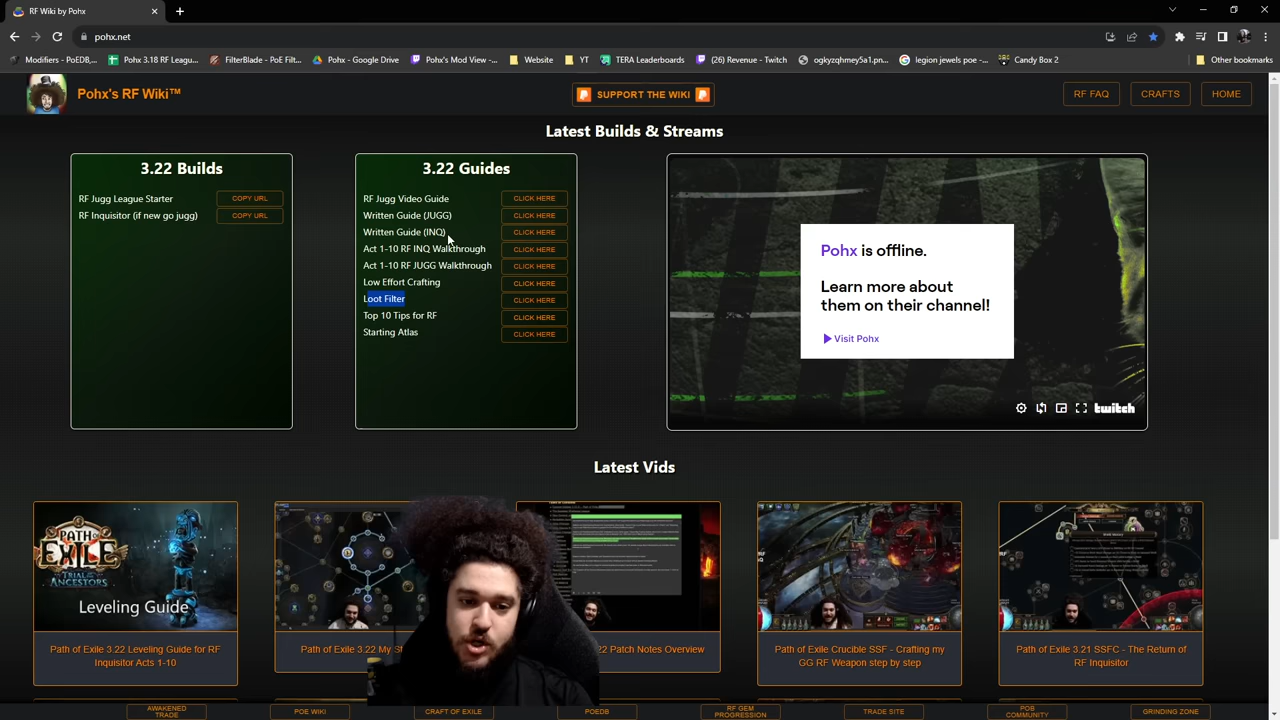 RF Wiki by Pohx
pohx.net
Modifiers - PoEDB,...
Pohx 3.18 RF Leagu...
FilterBlade - PoE Filt...
Pohx - Google Drive
Pohx's Mod View -...
Website
YT
TERA Leaderboards
(26) Revenue - Twitch
ogkyzqhmey5a1.pn...
legion jewels poe -...
Candy Box 2
Other bookmarks
Pohx's RF Wiki™
SUPPORT THE WIKI
RF FAQ
CRAFTS
HOME
Latest Builds & Streams
3.22 Builds
RF Jugg League Starter COPY URL
RF Inquisitor (if new go jugg) COPY URL
3.22 Guides
RF Jugg Video Guide CLICK HERE
Written Guide (JUGG) CLICK HERE
Written Guide (INQ) CLICK HERE
Act 1-10 RF INQ Walkthrough CLICK HERE
Act 1-10 RF JUGG Walkthrough CLICK HERE
Low Effort Crafting CLICK HERE
Loot Filter CLICK HERE
Top 10 Tips for RF CLICK HERE
Starting Atlas CLICK HERE
Pohx is offline.
Learn more about
them on their channel!
Visit Pohx
twitch
Latest Vids
PATH OF
EXILE
TRIAL OF THE
ANCESTORS
Leveling Guide
Path of Exile 3.22 Leveling Guide for RF
Inquisitor Acts 1-10
Path of Exile 3.22 My
22 Patch Notes Overview
Path of Exile Crucible SSF - Crafting my
GG RF Weapon step by step
Path of Exile 3.21 SSFC - The Return of
RF Inquisitor
AWAKENED
TRADE
POE WIKI
CRAFT OF EXILE
POEDB
RF GEM
PROGRESSION
TRADE SITE
POB
COMMUNITY
GRINDING ZONE